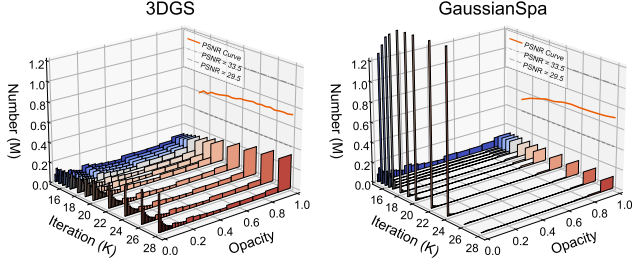 3DGS
PSNR Curve
PSNR = 33.5
PSNR = 29.5
Number (M)
1.2
1.0
0.8
0.6
0.4
0.2
0.0
16
18
20
22
24
26
28
Iteration (K)
0.0
0.2
0.4
0.6
0.8
1.0
Opacity
GaussianSpa
PSNR Curve
PSNR = 33.5
PSNR = 29.5
Number (M)
1.2
1.0
0.8
0.6
0.4
0.2
0.0
16
18
20
22
24
26
28
Iteration (K)
0.0
0.2
0.4
0.6
0.8
1.0
Opacity